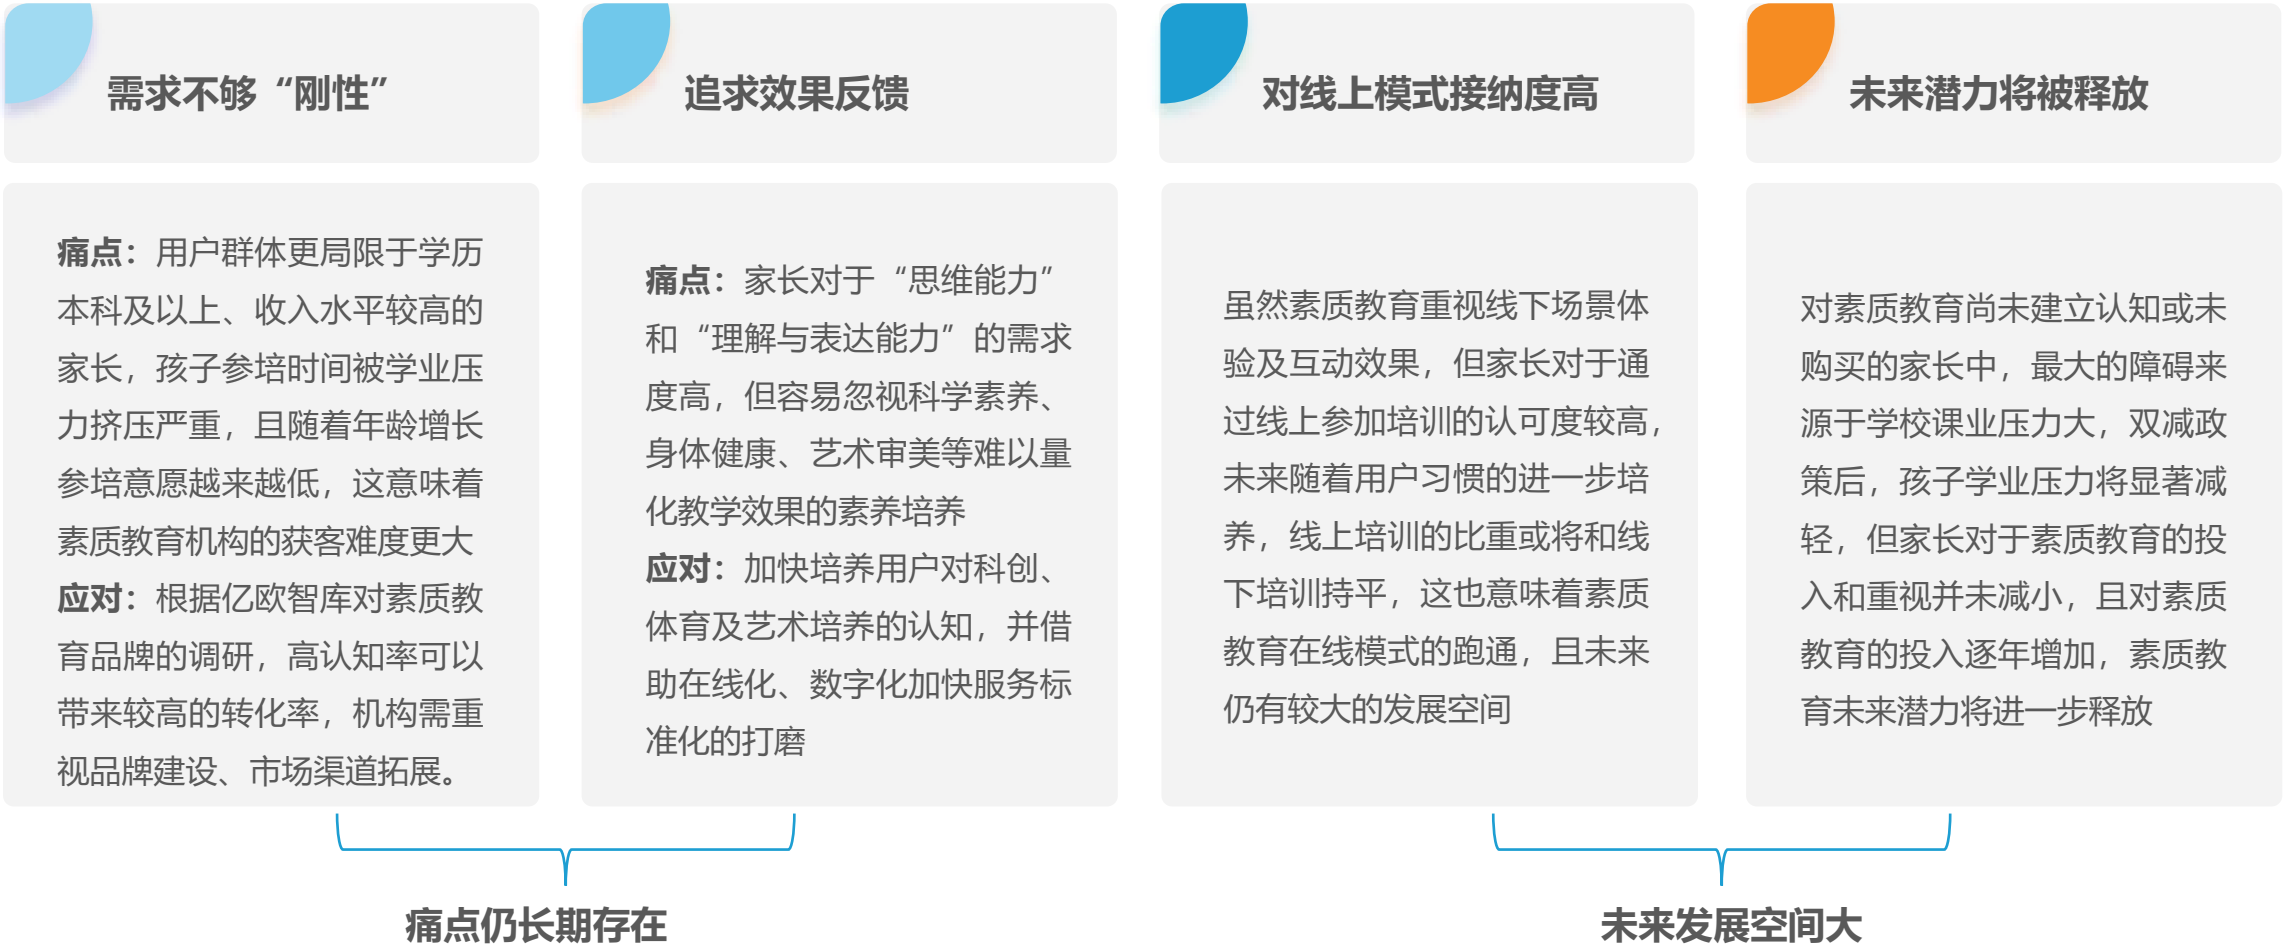 需求不够“刚性”
痛点：用户群体更局限于学历
本科及以上、收入水平较高的
家长，孩子参培时间被学业压
力挤压严重，且随着年龄增长
参培意愿越来越低，这意味着
素质教育机构的获客难度更大
应对：根据亿欧智库对素质教
育品牌的调研，高认知率可以
带来较高的转化率，机构需重
视品牌建设、市场渠道拓展。
追求效果反馈
痛点：家长对于“思维能力”
和“理解与表达能力”的需求
度高，但容易忽视科学素养、
身体健康、艺术审美等难以量
化教学效果的素养培养
应对：加快培养用户对科创、
体育及艺术培养的认知，并借
助在线化、数字化加快服务标
准化的打磨
对线上模式接纳度高
虽然素质教育重视线下场景体
验及互动效果，但家长对于通
过线上参加培训的认可度较高，
未来随着用户习惯的进一步培
养，线上培训的比重或将和线
下培训持平，这也意味着素质
教育在线模式的跑通，且未来
仍有较大的发展空间
未来潜力将被释放
对素质教育尚未建立认知或未
购买的家长中，最大的障碍来
源于学校课业压力大，双减政
策后，孩子学业压力将显著减
轻，但家长对于素质教育的投
入和重视并未减小，且对素质
教育的投入逐年增加，素质教
育未来潜力将进一步释放
痛点仍长期存在
未来发展空间大